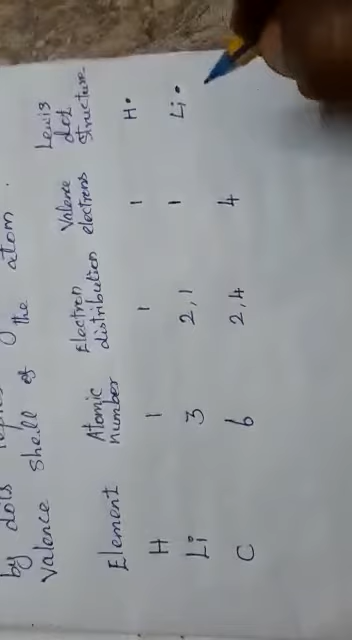 by dots
Valence shell of the atom.
Element Atomic number Electron distribution Valence electrons Lewis dot structure
H 1 1 1 H•
Li 3 2,1 1 Li•
C 6 2,4 4